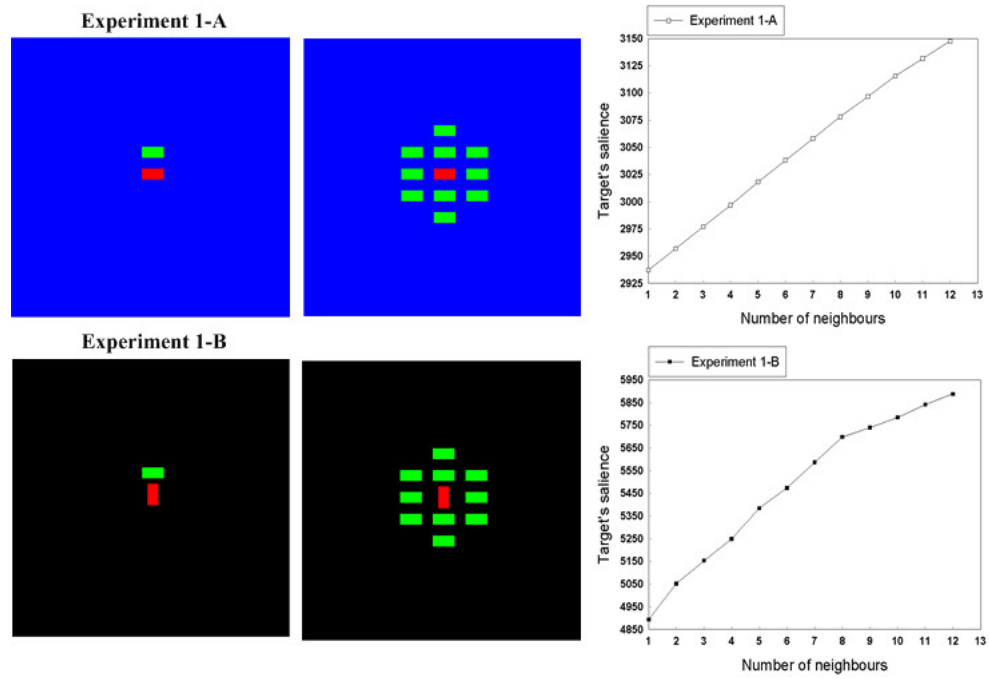 Experiment 1-A
Experiment 1-A
3150
3125
3100
3075
3050
3025
3000
2975
2950
2925
Target's salience
1 2 3 4 5 6 7 8 9 10 11 12 13
Number of neighbours
Experiment 1-B
Experiment 1-B
5950
5850
5750
5650
5550
5450
5350
5250
5150
5050
4950
4850
Target's salience
1 2 3 4 5 6 7 8 9 10 11 12 13
Number of neighbours